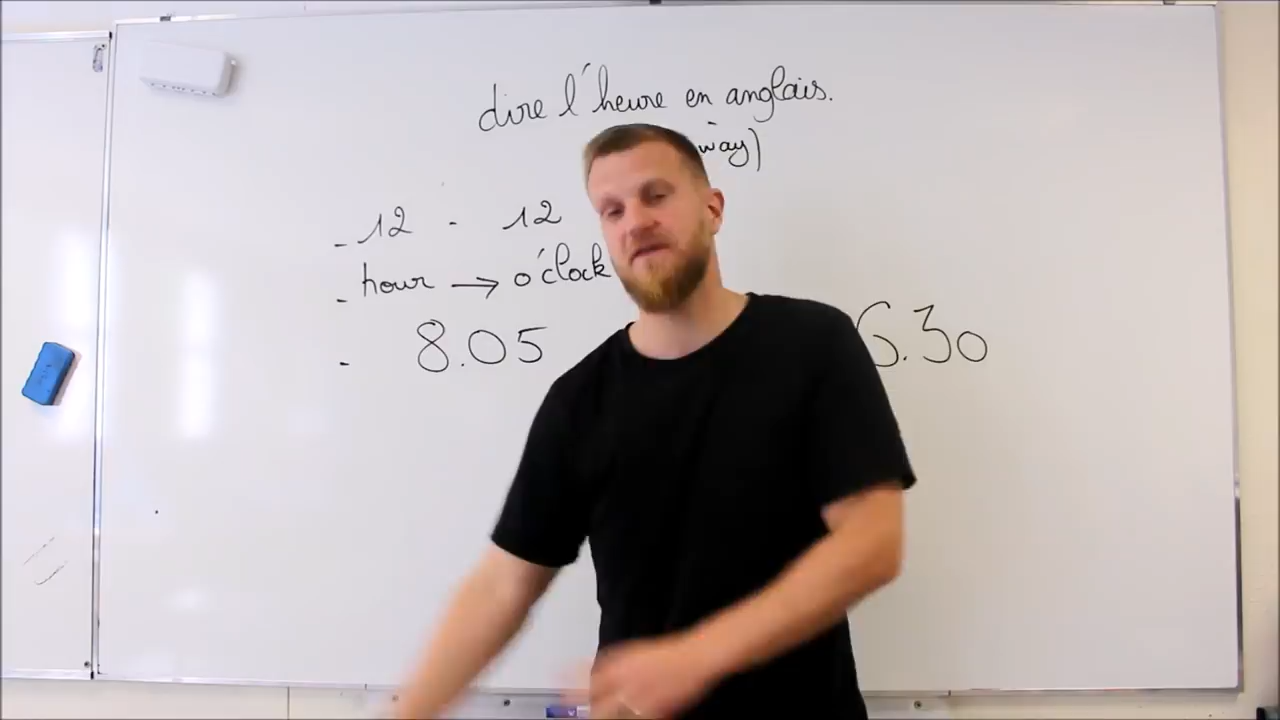 dire l'heure en anglais.
way)
- 12 - 12
- hour → o'clock
- 8.05 6.30